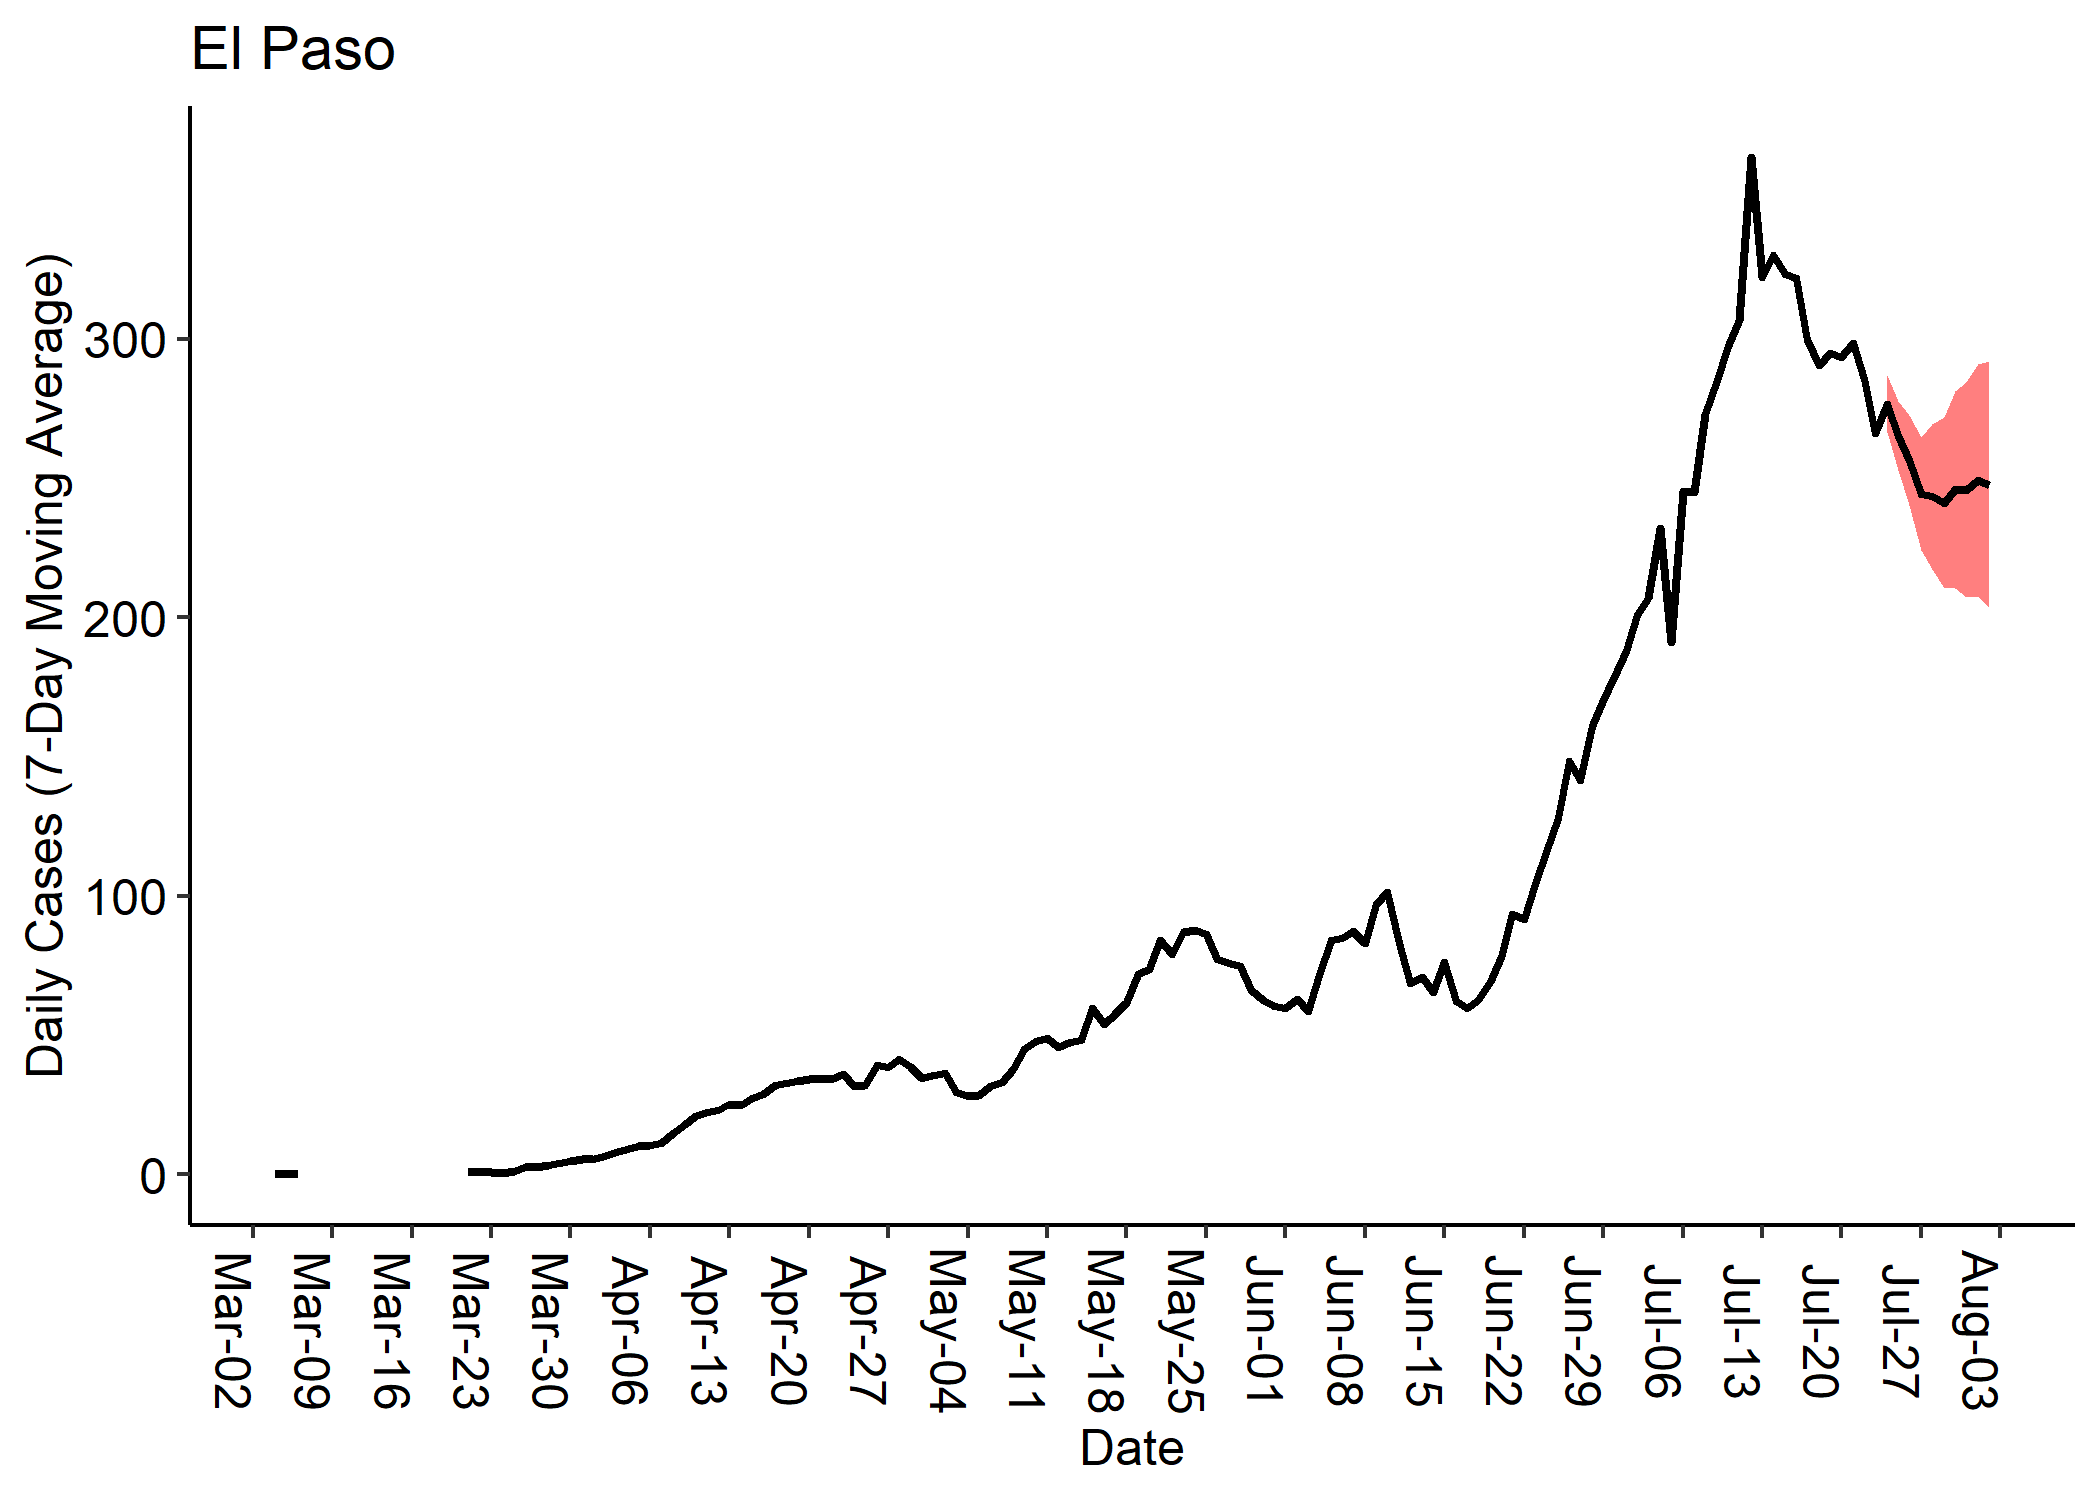 El Paso
Daily Cases (7-Day Moving Average)
300
200
100
0
Mar-02
Mar-09
Mar-16
Mar-23
Mar-30
Apr-06
Apr-13
Apr-20
Apr-27
May-04
May-11
May-18
May-25
Jun-01
Jun-08
Jun-15
Jun-22
Jun-29
Jul-06
Jul-13
Jul-20
Jul-27
Aug-03
Date